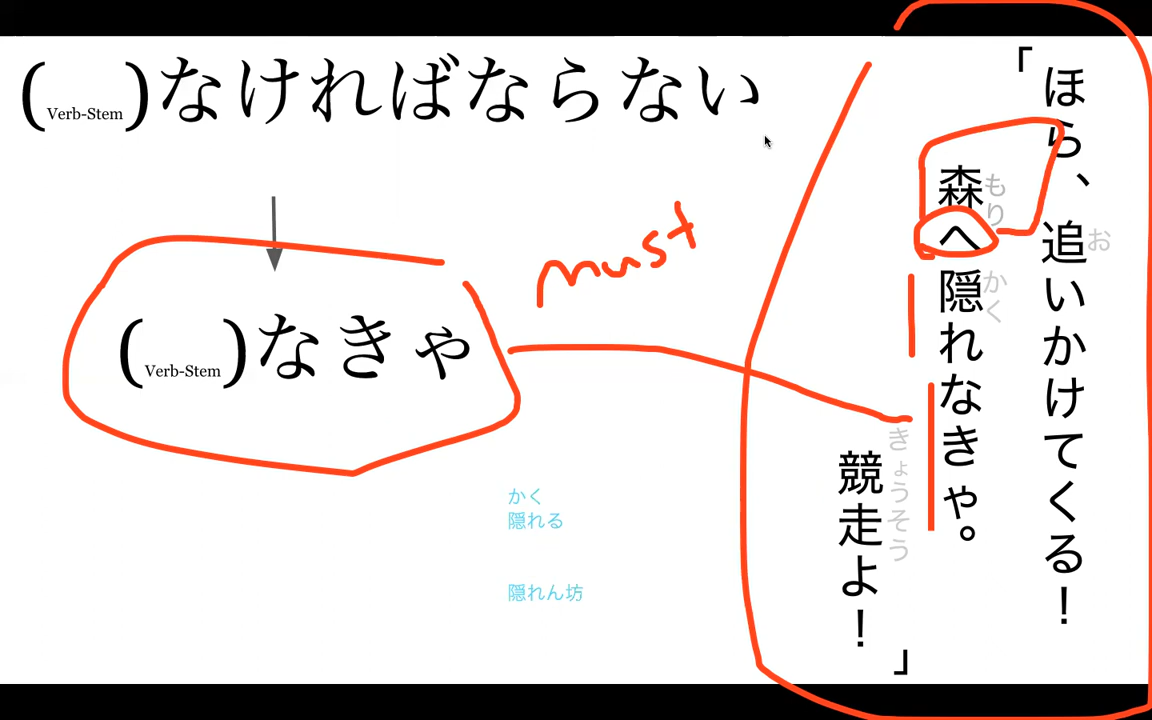 (Verb-Stem)なければならない
(Verb-Stem)なきゃ
must
かく
隠れる
隠れん坊
「ほら、追いかけてくる！
お
森へ隠れなきゃ。
もり
かく
競走よ！」
きょうそう